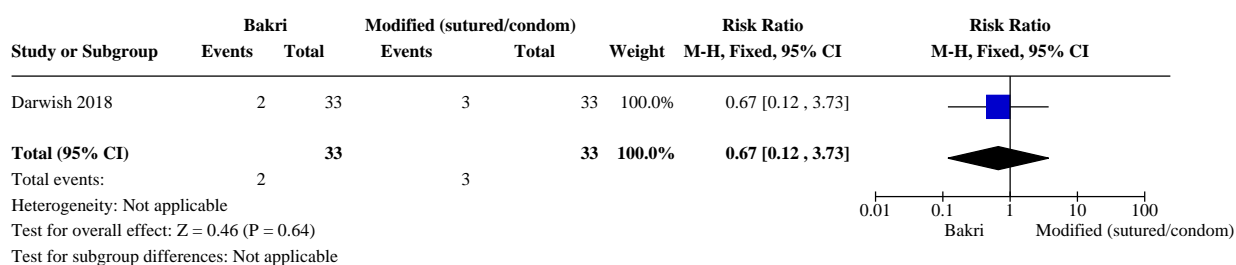 Bakri Modified (sutured/condom) Risk Ratio Risk Ratio
Study or Subgroup Events Total Events Total Weight M-H, Fixed, 95% CI M-H, Fixed, 95% CI
Darwish 2018 2 33 3 33 100.0% 0.67 [0.12 , 3.73]
Total (95% CI) 33 33 100.0% 0.67 [0.12 , 3.73]
Total events: 2 3
Heterogeneity: Not applicable
0.01 0.1 1 10 100
Test for overall effect: Z = 0.46 (P = 0.64) Bakri Modified (sutured/condom)
Test for subgroup differences: Not applicable